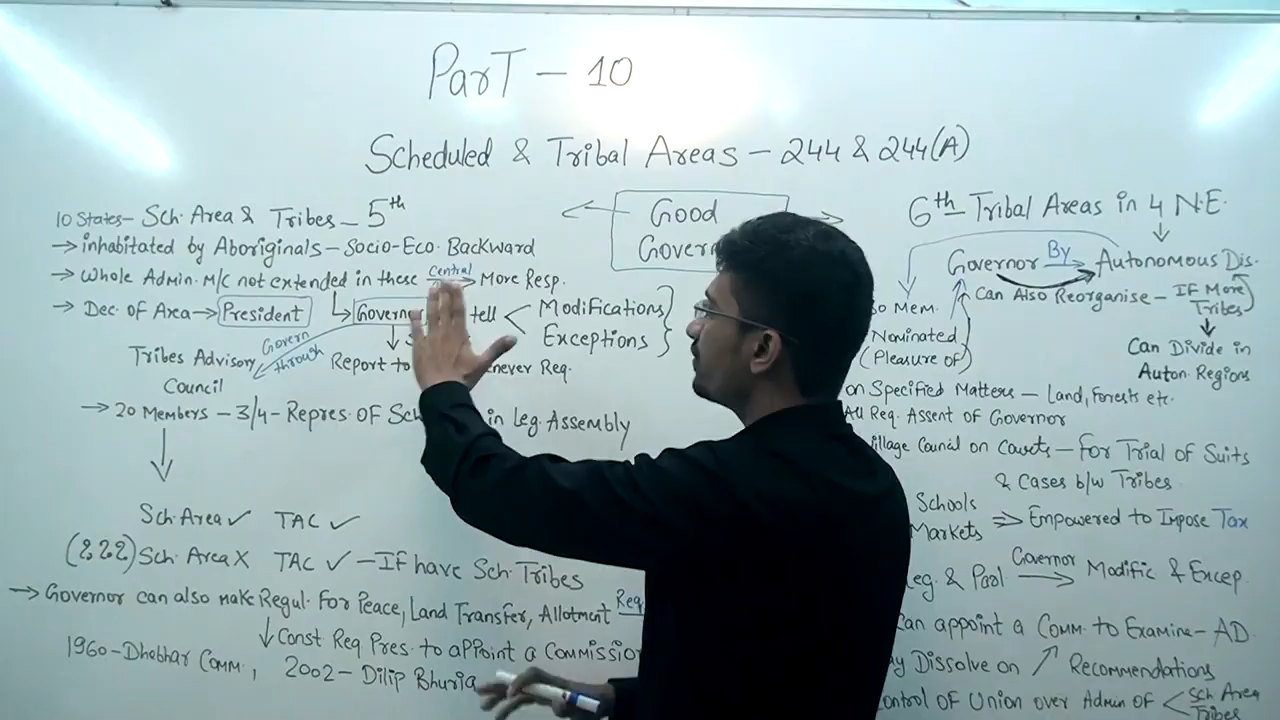 ParT - 10
Scheduled & Tribal Areas - 244 & 244(A)
Good
Govern
10 States - Sch. Area & Tribes - 5th
→ inhabitated by Aboriginals - Socio-Eco. Backward
→ Whole Admin. M/C not extended in these Central → More Resp.
→ Dec. of Area → President → Governor tell < Modifications
Exceptions
Govern through
Tribes Advisory
Council
Report to never Req.
→ 20 Members - 3/4 - Repres. OF Sch in Leg. Assembly
Sch. Area ✓ TAC ✓
(???) Sch. Area X TAC ✓ - IF have Sch. Tribes
→ Governor can also make Regul. For Peace, Land Transfer, Allotment Req
↓ Const Req Pres. to appoint a commission
1960 - Dhebhar Comm., 2002 - Dilip Bhuria
6th - Tribal Areas in 4 N.E.
Governor By → Autonomous Dis.
Can Also Reorganise - IF More
Tribes
Can Divide in
Auton. Regions
Mem.
Nominated
(Pleasure of)
on Specified Matters - Land, Forests etc.
All Req. Assent of Governor
Village Council on Courts - For Trial of Suits
& Cases b/w Tribes
Schools
Markets ⇒ Empowered to Impose Tax
Leg. & Parl Governor → Modific & Excep.
Can appoint a Comm. to Examine - AD.
Dissolve on ↗ Recommendations
control OF Union over Admin OF < Sch Area
Tribes